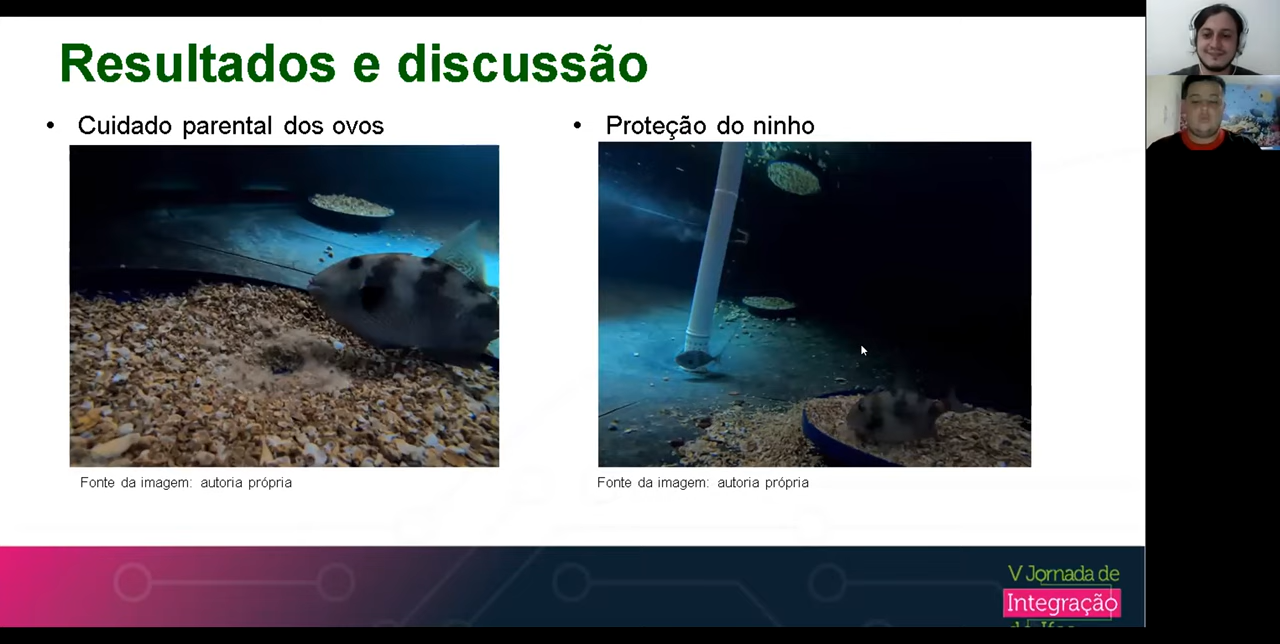 Resultados e discussão
• Cuidado parental dos ovos
• Proteção do ninho
Fonte da imagem: autoria própria
Fonte da imagem: autoria própria
V Jornada de
Integração